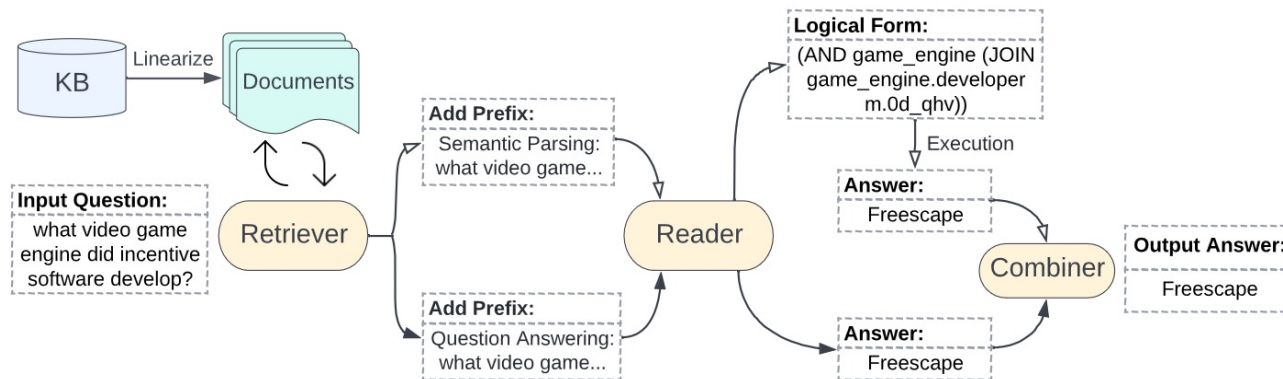 KB
Linearize
Documents
Input Question:
what video game
engine did incentive
software develop?
Retriever
Add Prefix:
Semantic Parsing:
what video game...
Add Prefix:
Question Answering:
what video game...
Reader
Logical Form:
(AND game_engine (JOIN
game_engine.developer
m.0d_qhv))
Execution
Answer:
Freescape
Answer:
Freescape
Combiner
Output Answer:
Freescape